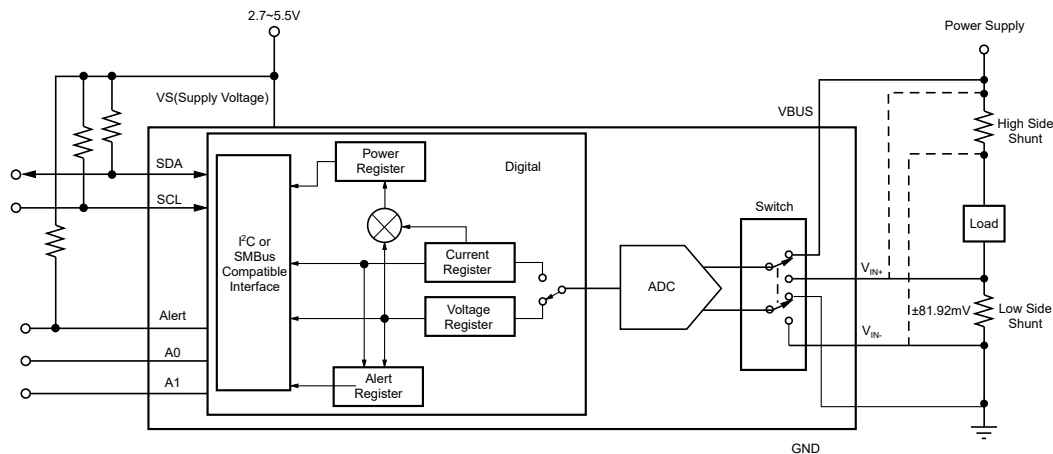 2.7~5.5V
Power Supply
VS(Supply Voltage)
VBUS
High Side
Shunt
SDA
Power
Register
Digital
SCL
Switch
Load
I²C or
SMBus
Compatible
Interface
Current
Register
ADC
VIN+
Voltage
Register
±81.92mV
Low Side
Shunt
Alert
VIN-
A0
Alert
Register
A1
GND